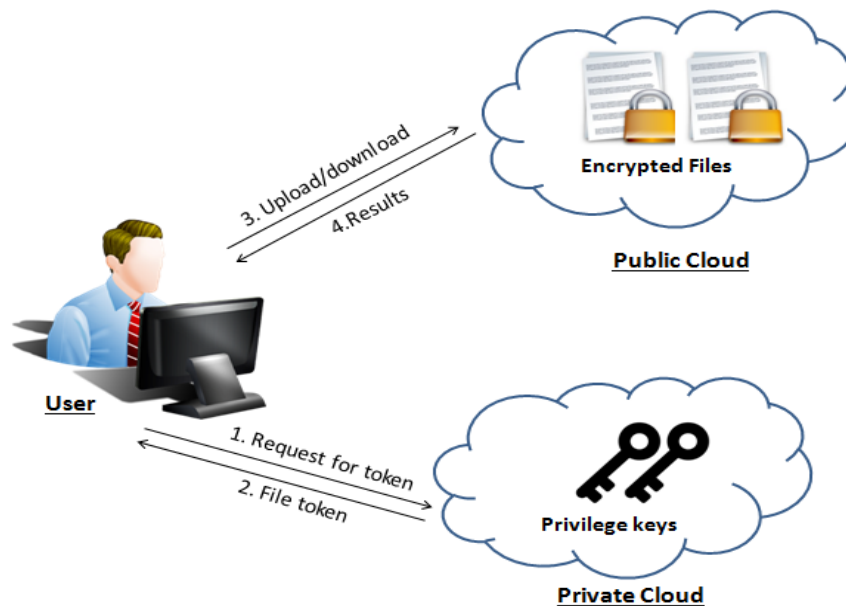 Encrypted Files
Public Cloud
3. Upload/download
4.Results
User
1. Request for token
2. File token
Privilege keys
Private Cloud